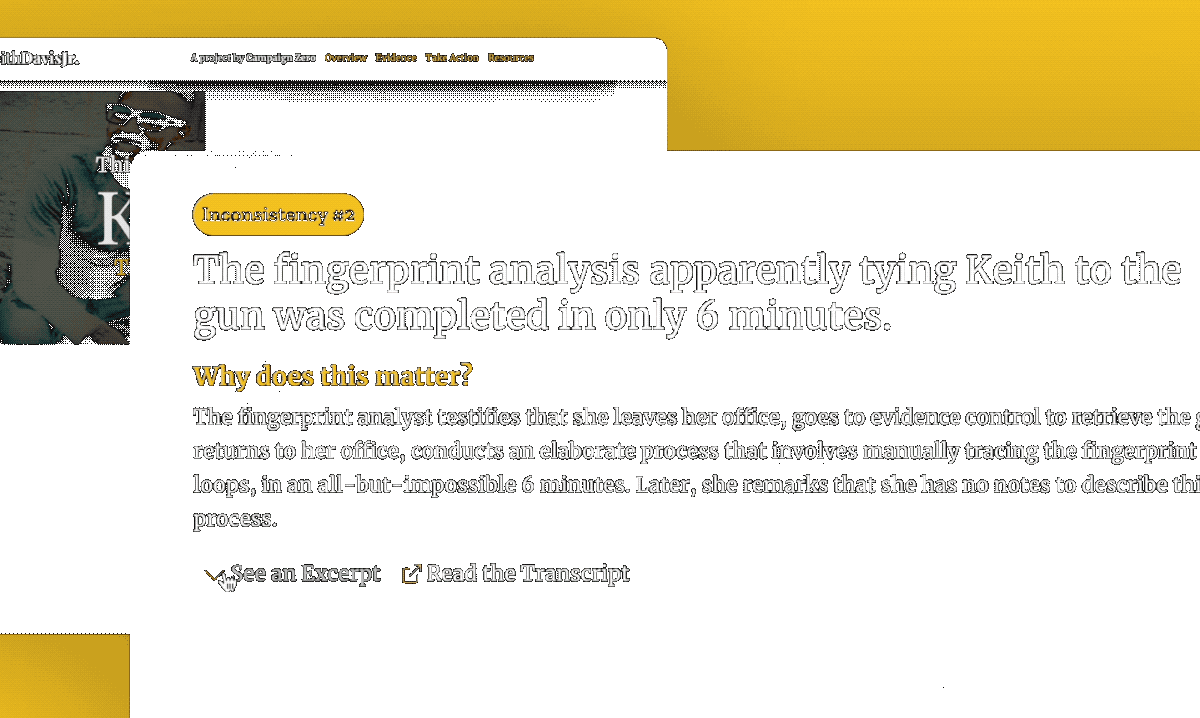 ithDavisJr.
A project by Campaign Zero Overview Evidence Take Action Resources
Thi
K
T
Inconsistency #2
The fingerprint analysis apparently tying Keith to the
gun was completed in only 6 minutes.
Why does this matter?
The fingerprint analyst testifies that she leaves her office, goes to evidence control to retrieve the g
returns to her office, conducts an elaborate process that involves manually tracing the fingerprint
loops, in an all-but-impossible 6 minutes. Later, she remarks that she has no notes to describe thi
process.
See an Excerpt Read the Transcript